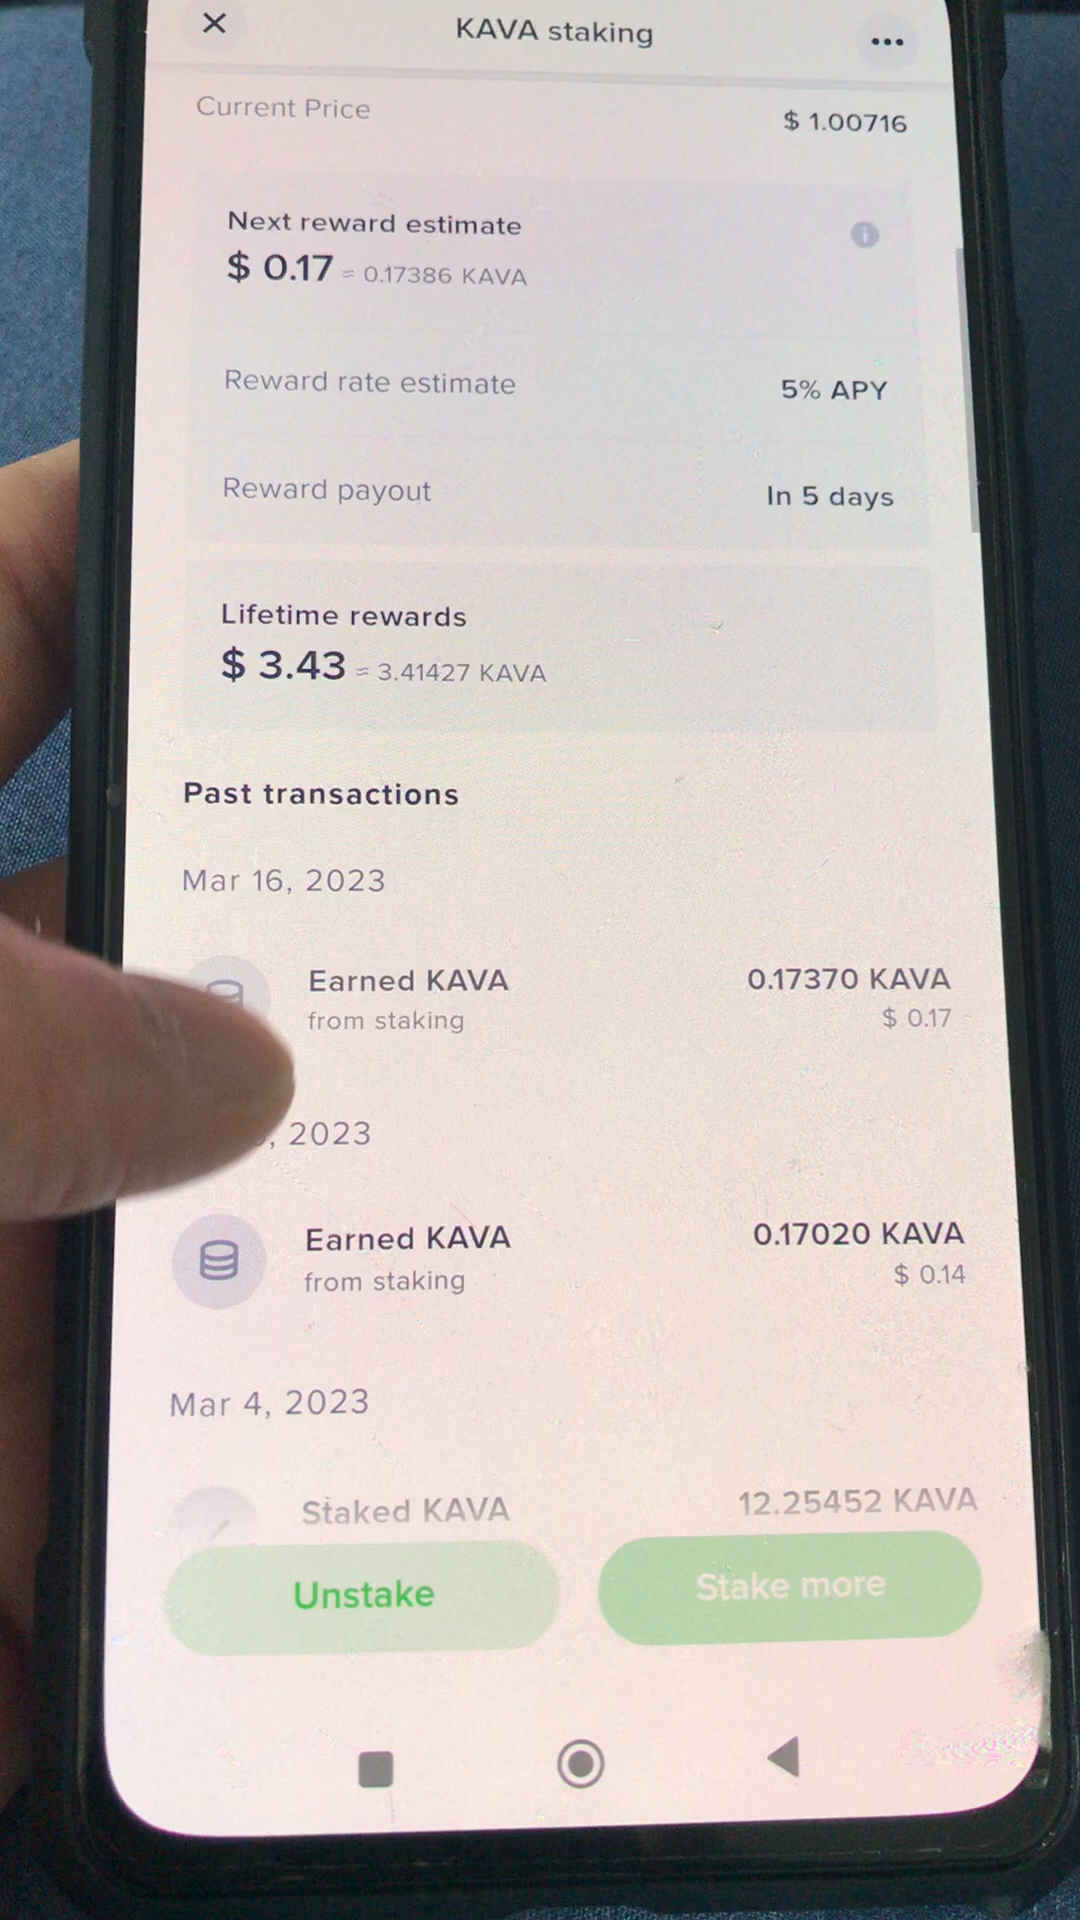 KAVA staking
Current Price
$ 1.00716
Next reward estimate
$ 0.17 ≈ 0.17386 KAVA
Reward rate estimate
5% APY
Reward payout
In 5 days
Lifetime rewards
$ 3.43 ≈ 3.41427 KAVA
Past transactions
Mar 16, 2023
Earned KAVA
0.17370 KAVA
from staking
$ 0.17
, 2023
Earned KAVA
0.17020 KAVA
from staking
$ 0.14
Mar 4, 2023
Staked KAVA
12.25452 KAVA
Unstake
Stake more